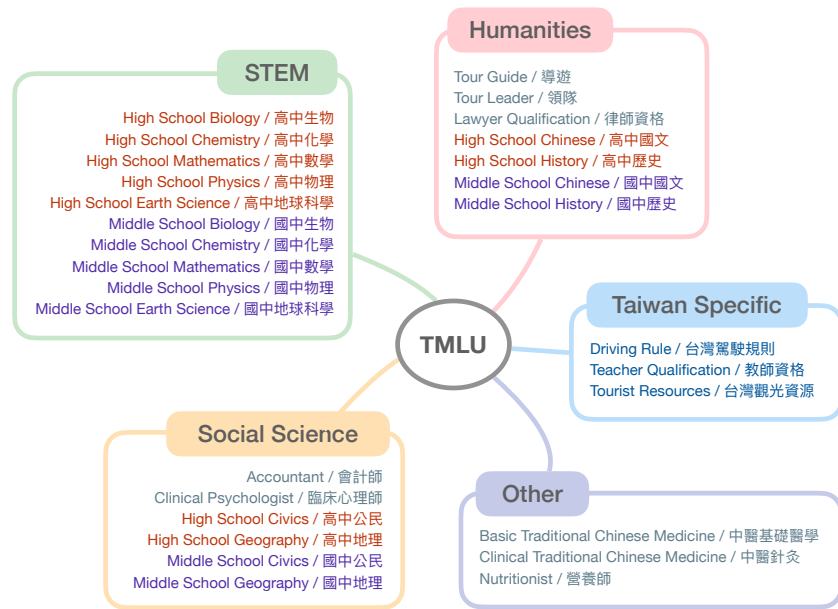 STEM
High School Biology / 高中生物
High School Chemistry / 高中化學
High School Mathematics / 高中數學
High School Physics / 高中物理
High School Earth Science / 高中地球科學
Middle School Biology / 國中生物
Middle School Chemistry / 國中化學
Middle School Mathematics / 國中數學
Middle School Physics / 國中物理
Middle School Earth Science / 國中地球科學
Humanities
Tour Guide / 導遊
Tour Leader / 領隊
Lawyer Qualification / 律師資格
High School Chinese / 高中國文
High School History / 高中歷史
Middle School Chinese / 國中國文
Middle School History / 國中歷史
TMLU
Taiwan Specific
Driving Rule / 台灣駕駛規則
Teacher Qualification / 教師資格
Tourist Resources / 台灣觀光資源
Social Science
Accountant / 會計師
Clinical Psychologist / 臨床心理師
High School Civics / 高中公民
High School Geography / 高中地理
Middle School Civics / 國中公民
Middle School Geography / 國中地理
Other
Basic Traditional Chinese Medicine / 中醫基礎醫學
Clinical Traditional Chinese Medicine / 中醫針灸
Nutritionist / 營養師